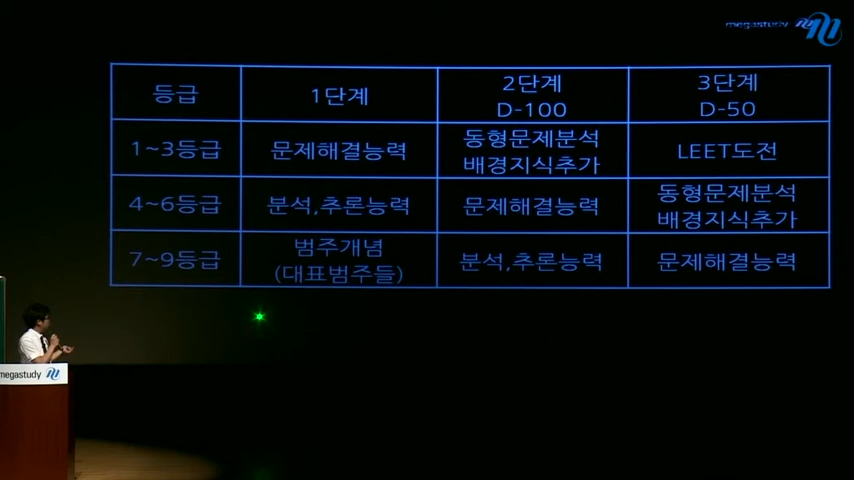 megastudy
등급 1단계 2단계 D-100 3단계 D-50
1~3등급 문제해결능력 동형문제분석 배경지식추가 LEET도전
4~6등급 분석,추론능력 문제해결능력 동형문제분석 배경지식추가
7~9등급 범주개념 (대표범주들) 분석,추론능력 문제해결능력
megastudy